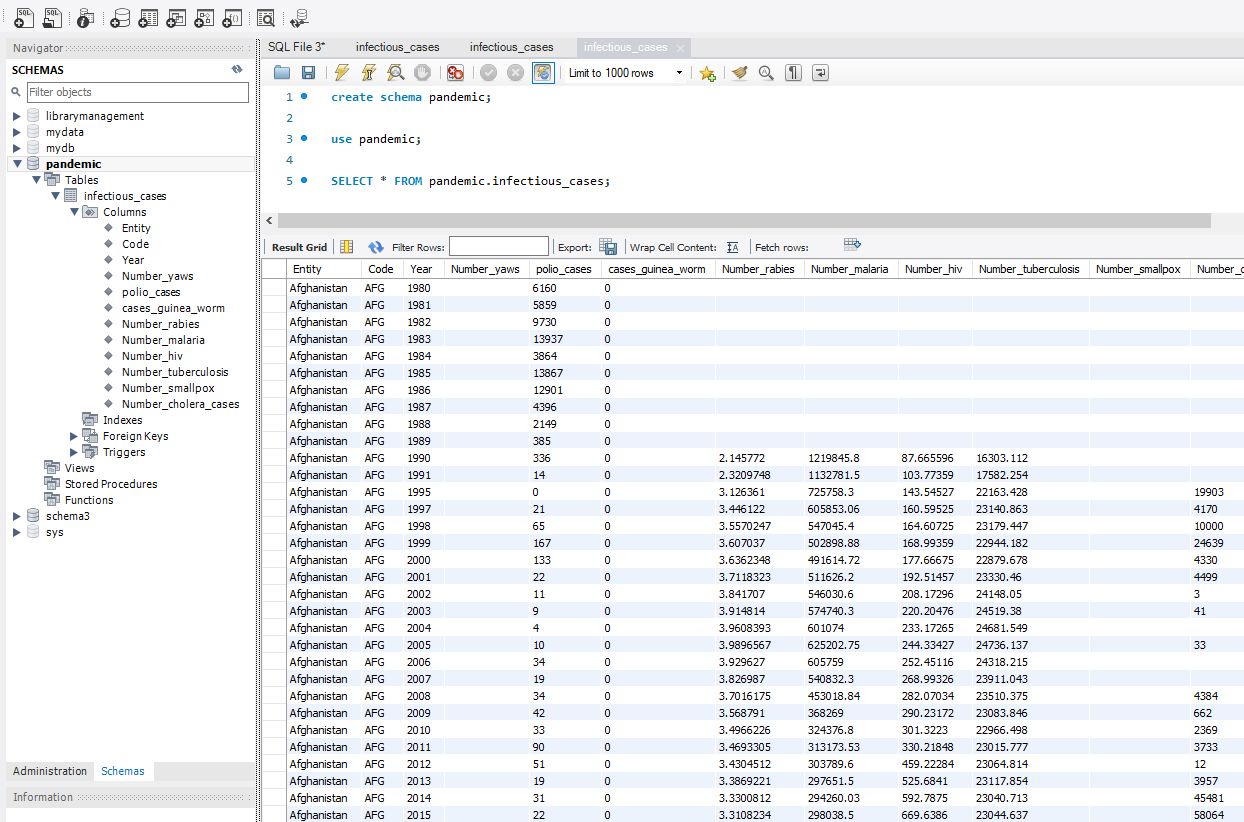 SQL File 3* infectious_cases infectious_cases infectious_cases
Navigator
SCHEMAS
Filter objects
librarymanagement
mydata
mydb
pandemic
Tables
infectious_cases
Columns
Entity
Code
Year
Number_yaws
polio_cases
cases_guinea_worm
Number_rabies
Number_malaria
Number_hiv
Number_tuberculosis
Number_smallpox
Number_cholera_cases
Indexes
Foreign Keys
Triggers
Views
Stored Procedures
Functions
schema3
sys
Administration Schemas
Information
Limit to 1000 rows
1 create schema pandemic;
2
3 use pandemic;
4
5 SELECT * FROM pandemic.infectious_cases;
Result Grid Filter Rows: Export: Wrap Cell Content: Fetch rows:
Entity Code Year Number_yaws polio_cases cases_guinea_worm Number_rabies Number_malaria Number_hiv Number_tuberculosis Number_smallpox Number_c
Afghanistan AFG 1980 6160 0
Afghanistan AFG 1981 5859 0
Afghanistan AFG 1982 9730 0
Afghanistan AFG 1983 13937 0
Afghanistan AFG 1984 3864 0
Afghanistan AFG 1985 13867 0
Afghanistan AFG 1986 12901 0
Afghanistan AFG 1987 4396 0
Afghanistan AFG 1988 2149 0
Afghanistan AFG 1989 385 0
Afghanistan AFG 1990 336 0 2.145772 1219845.8 87.665596 16303.112
Afghanistan AFG 1991 14 0 2.3209748 1132781.5 103.77359 17582.254
Afghanistan AFG 1995 0 0 3.126361 725758.3 143.54527 22163.428 19903
Afghanistan AFG 1997 21 0 3.446122 605853.06 160.59525 23140.863 4170
Afghanistan AFG 1998 65 0 3.5570247 547045.4 164.60725 23179.447 10000
Afghanistan AFG 1999 167 0 3.607037 502898.88 168.99359 22944.182 24639
Afghanistan AFG 2000 133 0 3.6362348 491614.72 177.66675 22879.678 4330
Afghanistan AFG 2001 22 0 3.7118323 511626.2 192.51457 23330.46 4499
Afghanistan AFG 2002 11 0 3.841707 546030.6 208.17296 24148.05 3
Afghanistan AFG 2003 9 0 3.914814 574740.3 220.20476 24519.38 41
Afghanistan AFG 2004 4 0 3.9608393 601074 233.17265 24681.549
Afghanistan AFG 2005 10 0 3.9896567 625202.75 244.33427 24736.137 33
Afghanistan AFG 2006 34 0 3.929627 605759 252.45116 24318.215
Afghanistan AFG 2007 19 0 3.826987 540832.3 268.99326 23911.043
Afghanistan AFG 2008 34 0 3.7016175 453018.84 282.07034 23510.375 4384
Afghanistan AFG 2009 42 0 3.568791 368269 290.23172 23083.846 662
Afghanistan AFG 2010 33 0 3.4966226 324376.8 301.3223 22966.498 2369
Afghanistan AFG 2011 90 0 3.4693305 313173.53 330.21848 23015.777 3733
Afghanistan AFG 2012 51 0 3.4304512 303789.6 459.22284 23064.814 12
Afghanistan AFG 2013 19 0 3.3869221 297651.5 525.6841 23117.854 3957
Afghanistan AFG 2014 31 0 3.3300812 294260.03 592.7875 23040.713 45481
Afghanistan AFG 2015 22 0 3.3108234 298038.5 669.6386 23044.637 58064